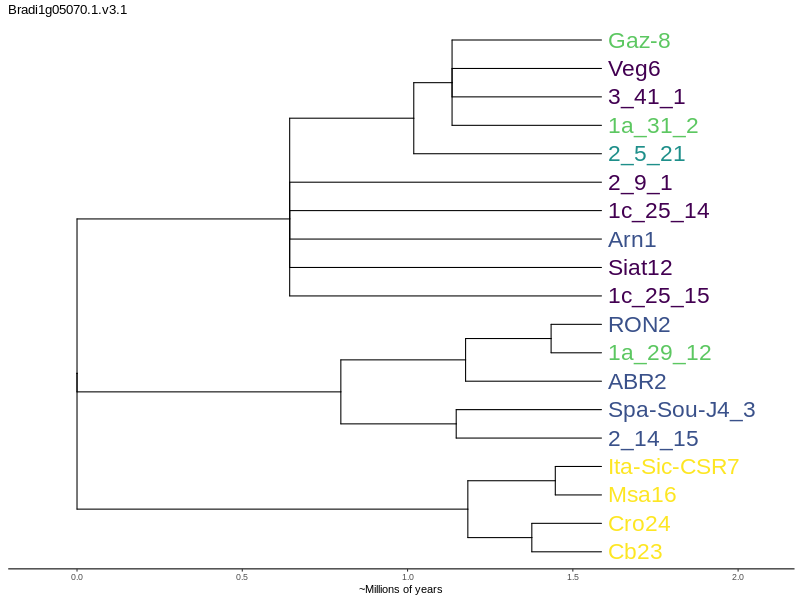 Bradi1g05070.1.v3.1
Gaz-8
Veg6
3_41_1
1a_31_2
2_5_21
2_9_1
1c_25_14
Arn1
Siat12
1c_25_15
RON2
1a_29_12
ABR2
Spa-Sou-J4_3
2_14_15
Ita-Sic-CSR7
Msa16
Cro24
Cb23
0.0 0.5 1.0 1.5 2.0
~Millions of years